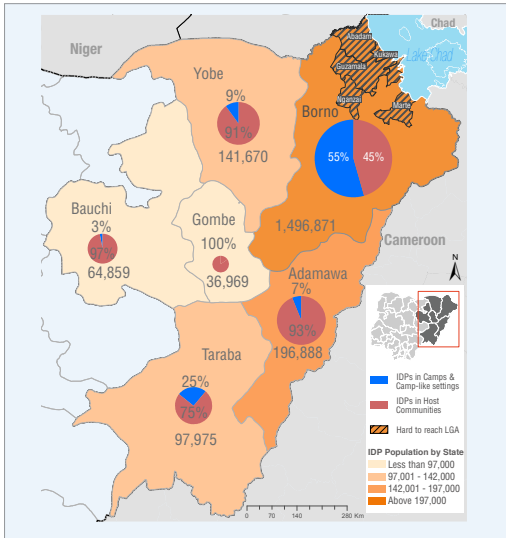 Chad
Niger
Abadam
Lake Chad
Kukawa
Guzamala
Yobe
Nganzai
Marte
9%
91%
141,670
Borno
55%
45%
1,496,871
Bauchi
3%
97%
64,859
Gombe
100%
36,969
Cameroon
Adamawa
7%
93%
196,888
N
Taraba
25%
75%
97,975
IDPs in Camps &
Camp-like settings
IDPs in Host
Communities
Hard to reach LGA
IDP Population by State
Less than 97,000
97,001 - 142,000
142,001 - 197,000
Above 197,000
0 70 140 280 Km